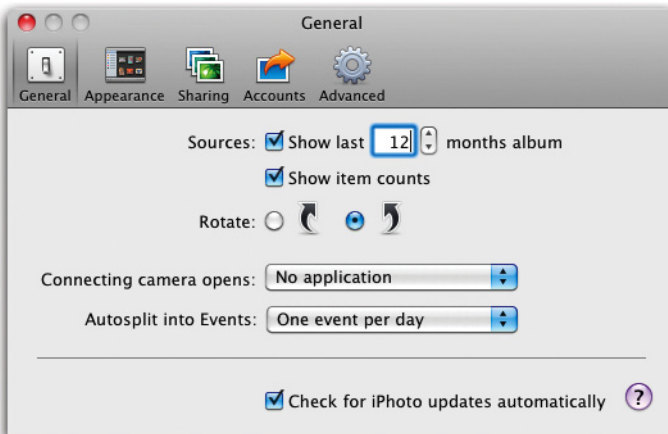 General
General Appearance Sharing Accounts Advanced
Sources: Show last 12 months album
Show item counts
Rotate:
Connecting camera opens: No application
Autosplit into Events: One event per day
Check for iPhoto updates automatically ?